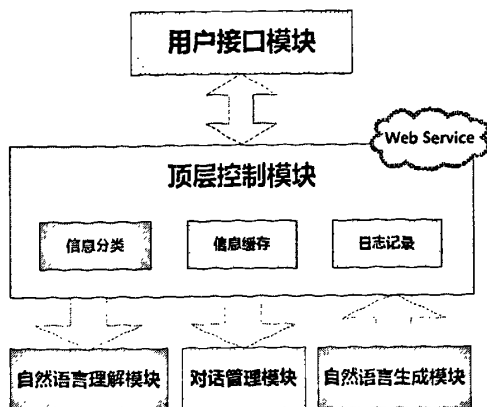 用户接口模块
Web Service
顶层控制模块
信息分类
信息缓存
日志记录
自然语言理解模块
对话管理模块
自然语言生成模块